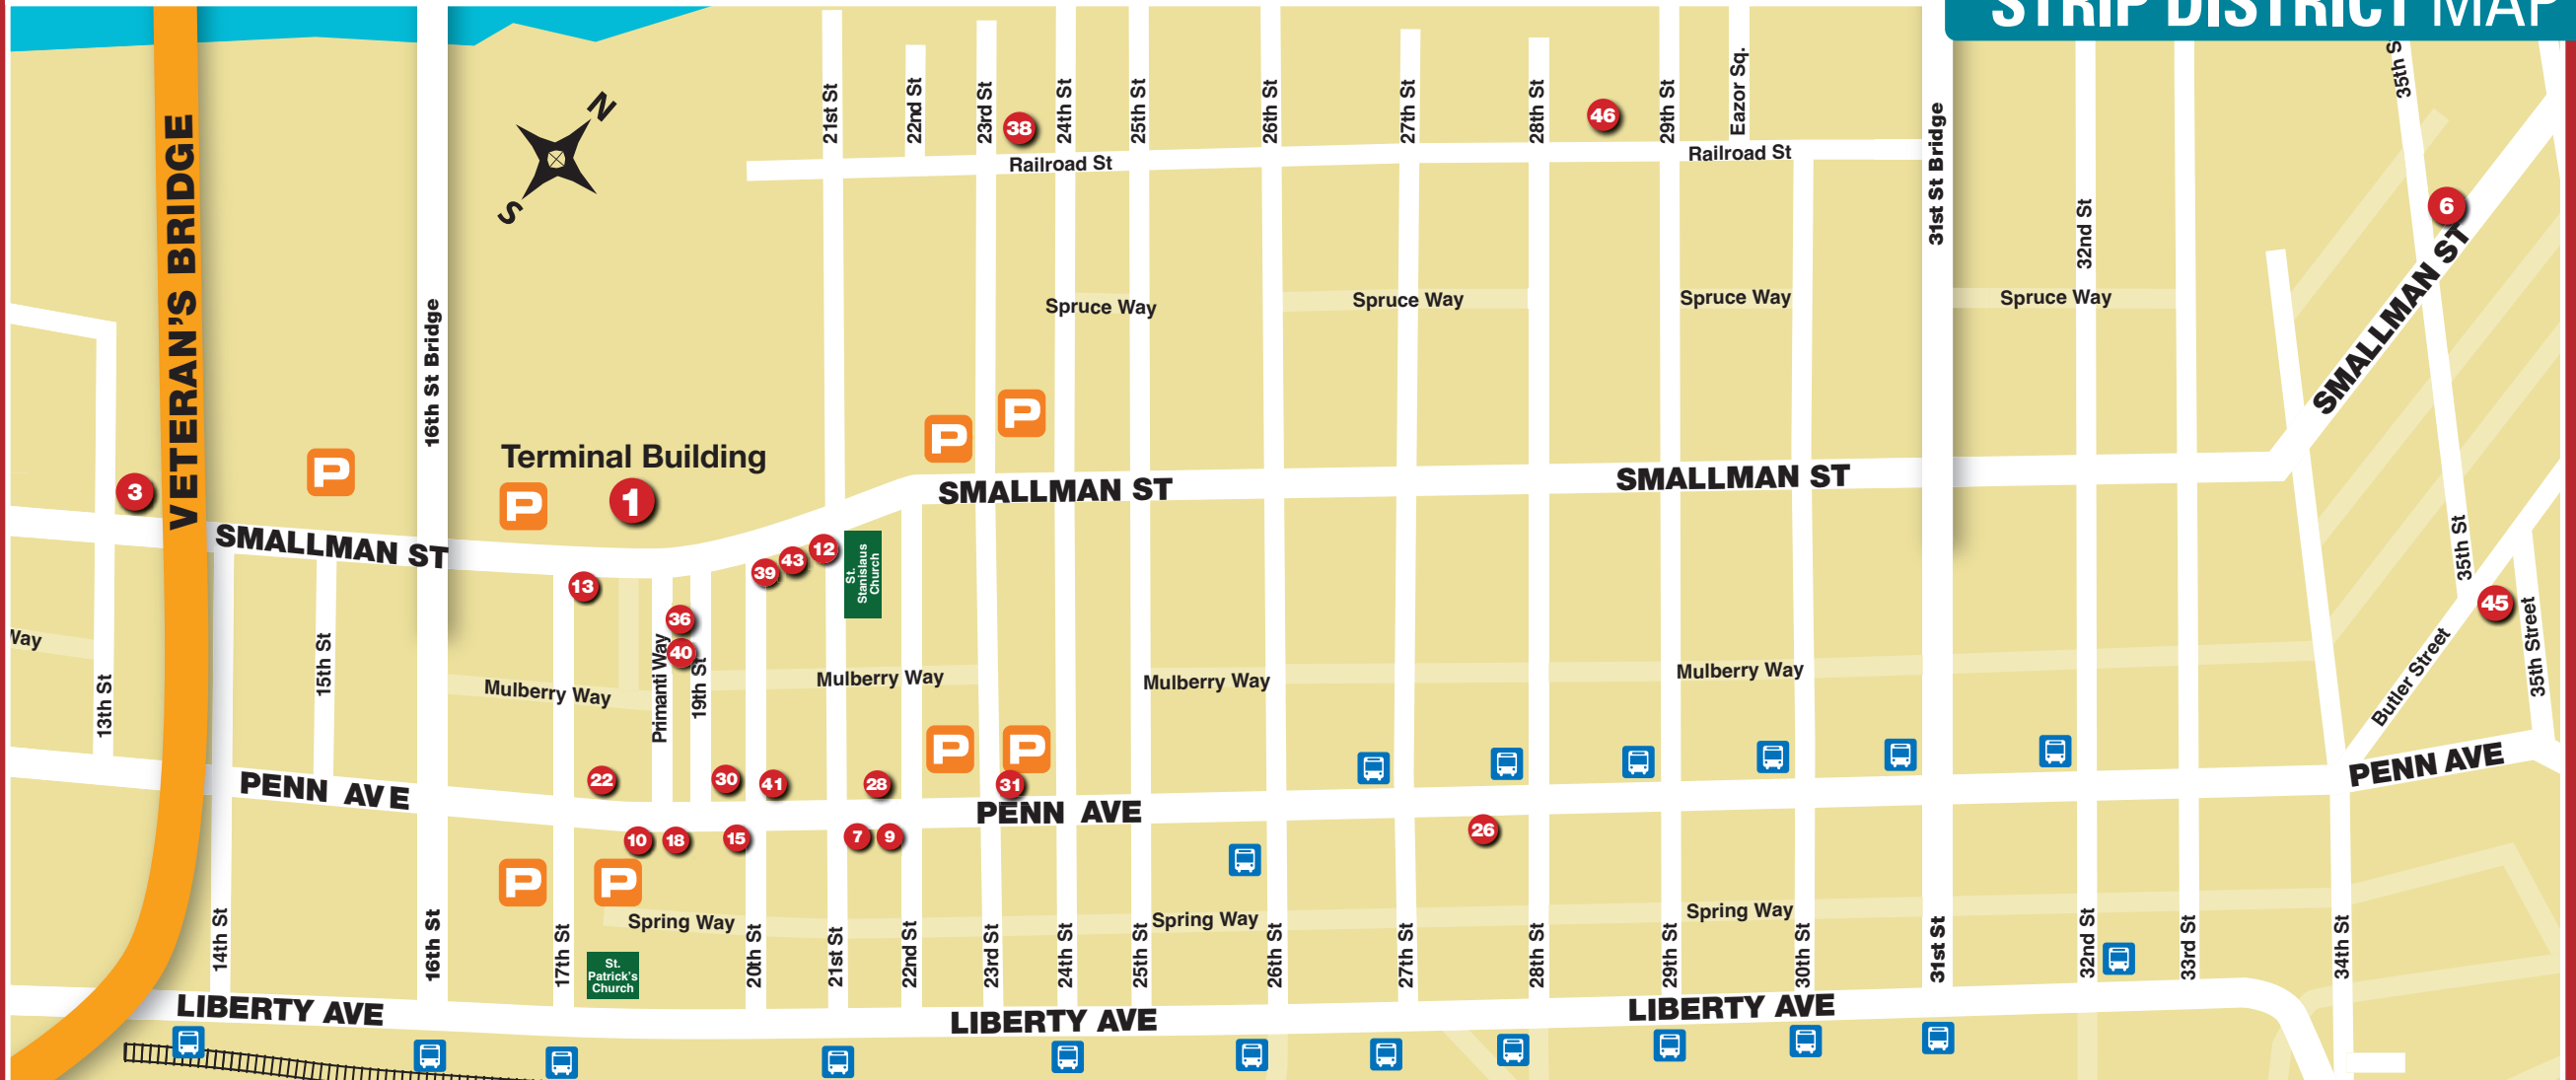 STRIP DISTRICT MAP
VETERAN'S BRIDGE
16th St Bridge
N
S
21st St
22nd St
23rd St
38
24th St
25th St
26th St
27th St
28th St
46
29th St
Eazor Sq.
31st St Bridge
32nd St
35th S
6
Railroad St
Railroad St
Spruce Way
Spruce Way
Spruce Way
Spruce Way
SMALLMAN ST
P
P
Terminal Building
P
P
1
3
SMALLMAN ST
SMALLMAN ST
SMALLMAN ST
12
43
39
13
St.
Stanislaus
Church
36
40
35th St
45
35th Street
Butler Street
Way
13th St
15th St
Primanti Way
19th St
Mulberry Way
Mulberry Way
Mulberry Way
Mulberry Way
P
P
22
30
41
28
31
PENN AVE
PENN AVE
PENN AVE
10
18
15
7
9
26
P
P
Spring Way
Spring Way
Spring Way
14th St
16th St
17th St
St.
Patrick's
Church
20th St
21st St
22nd St
23rd St
24th St
25th St
26th St
27th St
28th St
29th St
30th St
31st St
32nd St
33rd St
34th St
LIBERTY AVE
LIBERTY AVE
LIBERTY AVE